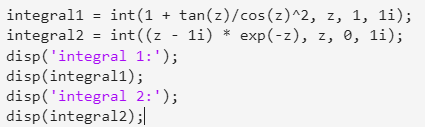 integral1 = int(1 + tan(z)/cos(z)^2, z, 1, 1i);
integral2 = int((z - 1i) * exp(-z), z, 0, 1i);
disp('integral 1:');
disp(integral1);
disp('integral 2:');
disp(integral2);